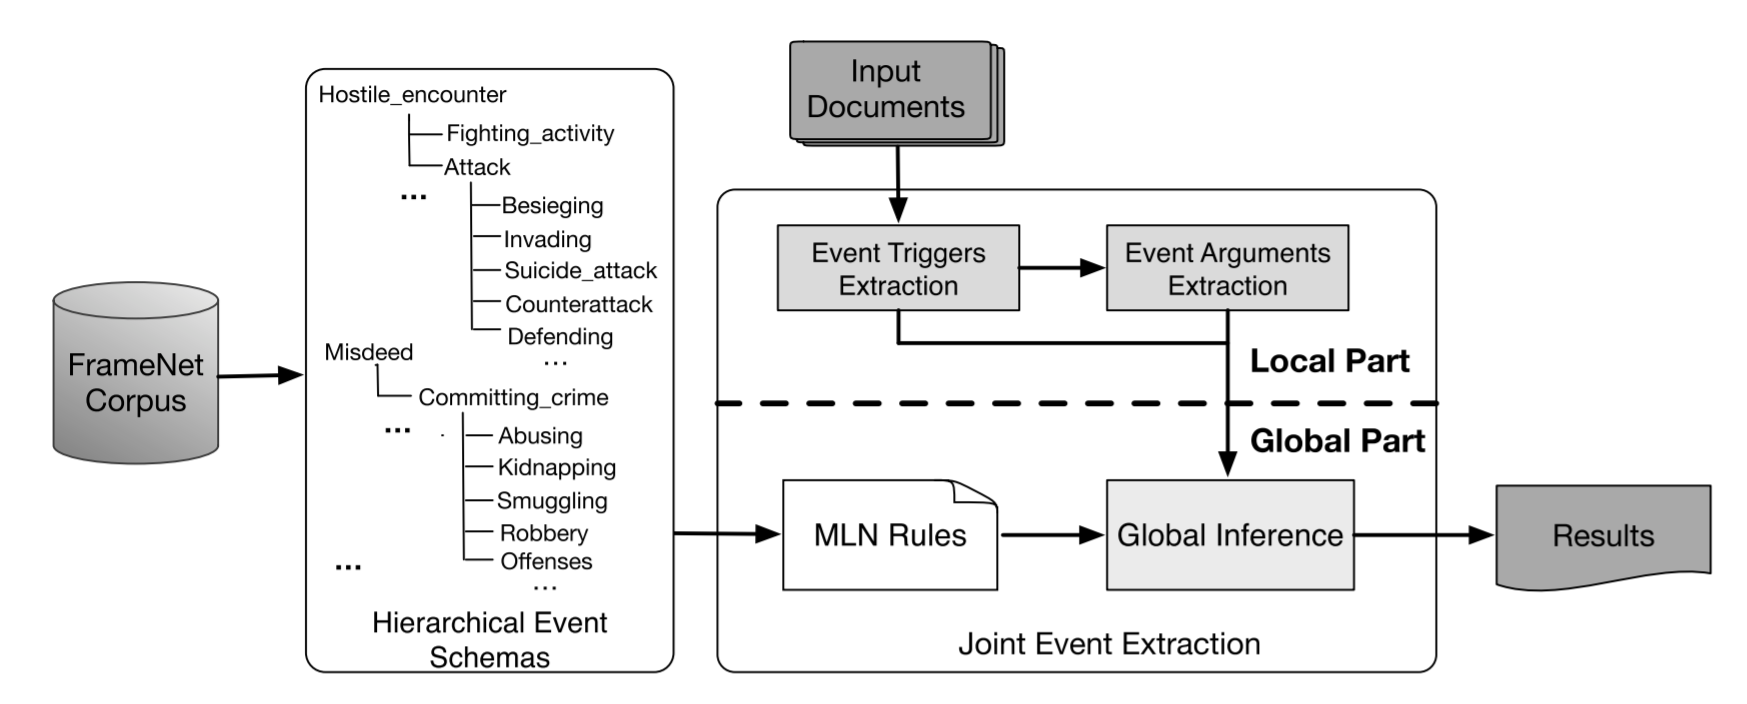 FrameNet
Corpus
Hostile_encounter
Fighting_activity
Attack
...
Besieging
Invading
Suicide_attack
Counterattack
Defending
...
Misdeed
Committing_crime
...
Abusing
Kidnapping
Smuggling
Robbery
Offenses
...
...
Hierarchical Event
Schemas
Input
Documents
Event Triggers
Extraction
Event Arguments
Extraction
Local Part
Global Part
MLN Rules
Global Inference
Joint Event Extraction
Results